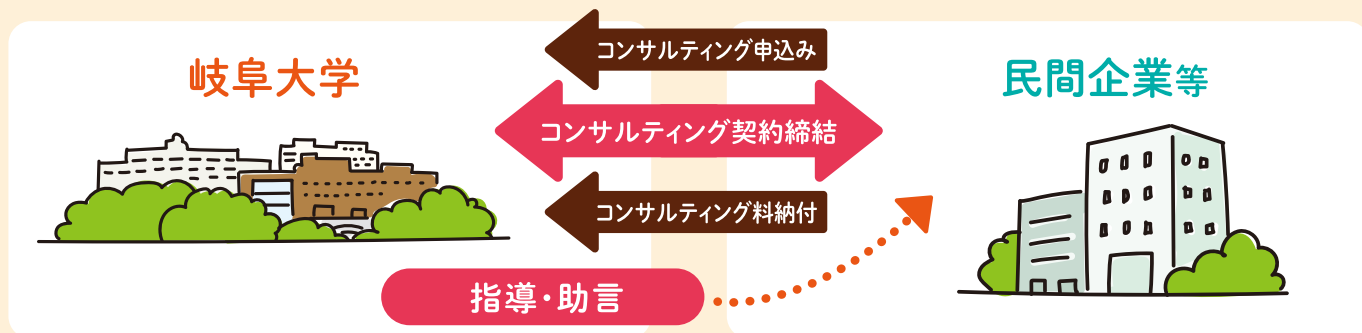 岐阜大学
コンサルティング申込み
民間企業等
コンサルティング契約締結
コンサルティング料納付
指導・助言